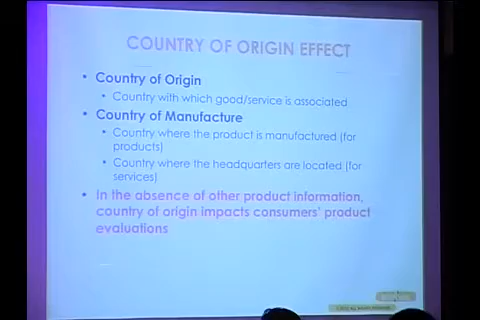 COUNTRY OF ORIGIN EFFECT
• Country of Origin
• Country with which good/service is associated
• Country of Manufacture
• Country where the product is manufactured (for
products)
• Country where the headquarters are located (for
services)
• In the absence of other product information,
country of origin impacts consumers' product
evaluations